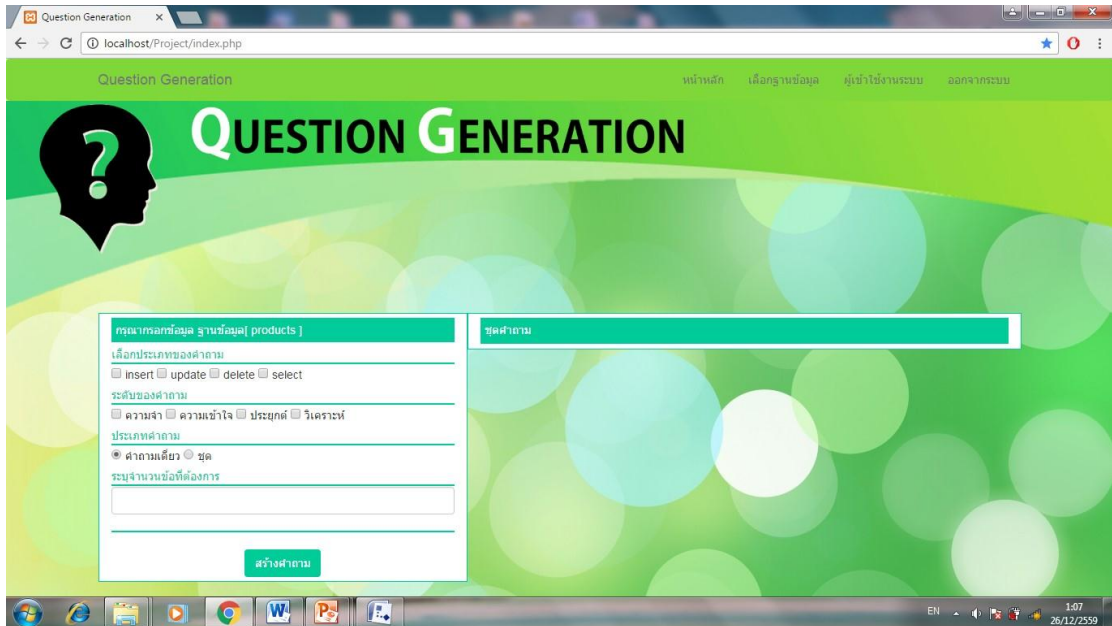 Question Generation
localhost/Project/index.php
Question Generation หน้าหลัก เลือกฐานข้อมูล ผู้เข้าใช้งานระบบ ออกจากระบบ
QUESTION GENERATION
กรุณากรอกข้อมูล ฐานข้อมูล[ products ]
เลือกประเภทของคำถาม
insert update delete select
ระดับของคำถาม
ความจำ ความเข้าใจ ประยุกต์ วิเคราะห์
ประเภทคำถาม
คำถามเดี่ยว ชุด
ระบุจำนวนข้อที่ต้องการ
สร้างคำถาม
ชุดคำถาม
EN 1:07
26/12/2559